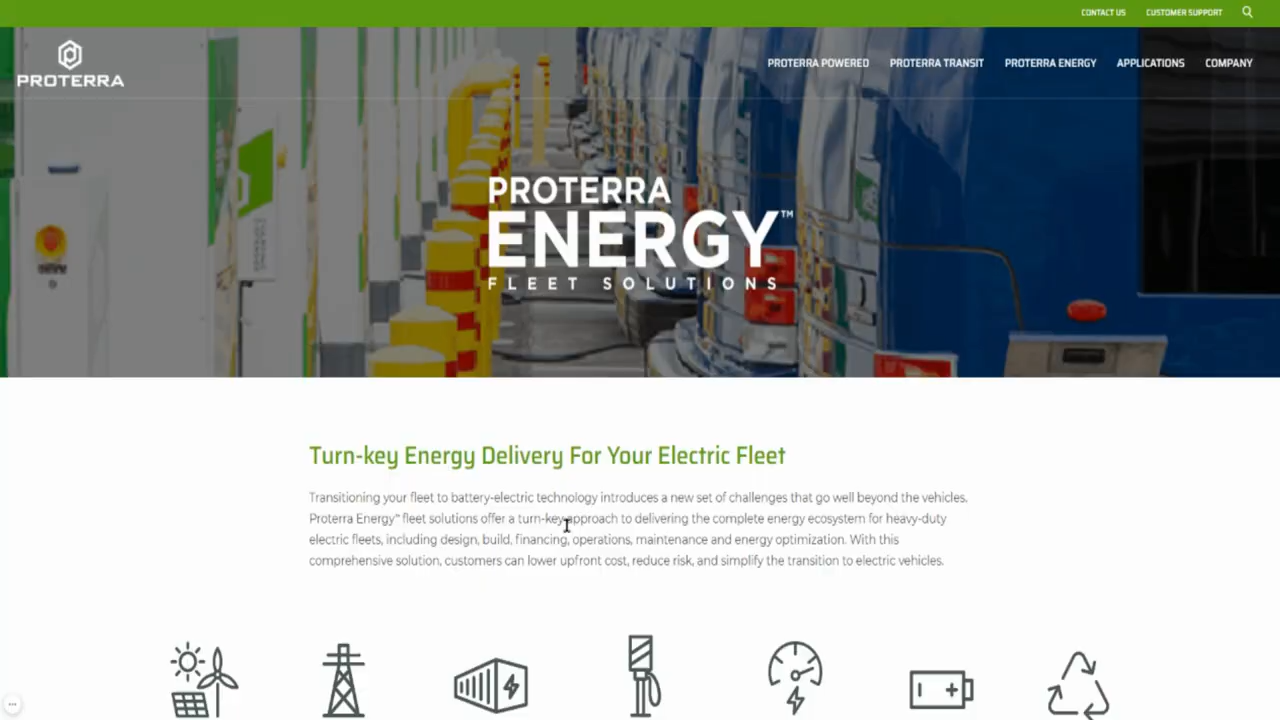 CONTACT US
CUSTOMER SUPPORT
PROTERRA
PROTERRA POWERED
PROTERRA TRANSIT
PROTERRA ENERGY
APPLICATIONS
COMPANY
PROTERRA
ENERGY™
FLEET SOLUTIONS
Turn-key Energy Delivery For Your Electric Fleet
Transitioning your fleet to battery-electric technology introduces a new set of challenges that go well beyond the vehicles.
Proterra Energy™ fleet solutions offer a turn-key approach to delivering the complete energy ecosystem for heavy-duty
electric fleets, including design, build, financing, operations, maintenance and energy optimization. With this
comprehensive solution, customers can lower upfront cost, reduce risk, and simplify the transition to electric vehicles.